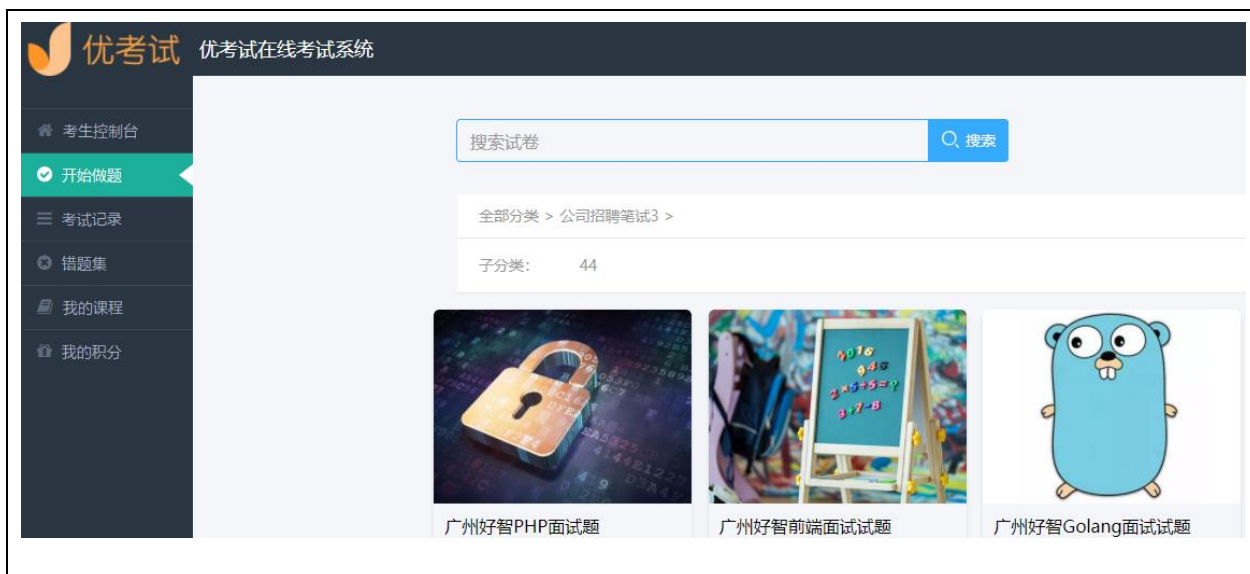 优考试 优考试在线考试系统
考生控制台
开始做题
考试记录
错题集
我的课程
我的积分
搜索试卷 搜索
全部分类 > 公司招聘笔试3 >
子分类: 44
2016
945
广州好智PHP面试题 广州好智前端面试试题 广州好智Golang面试试题